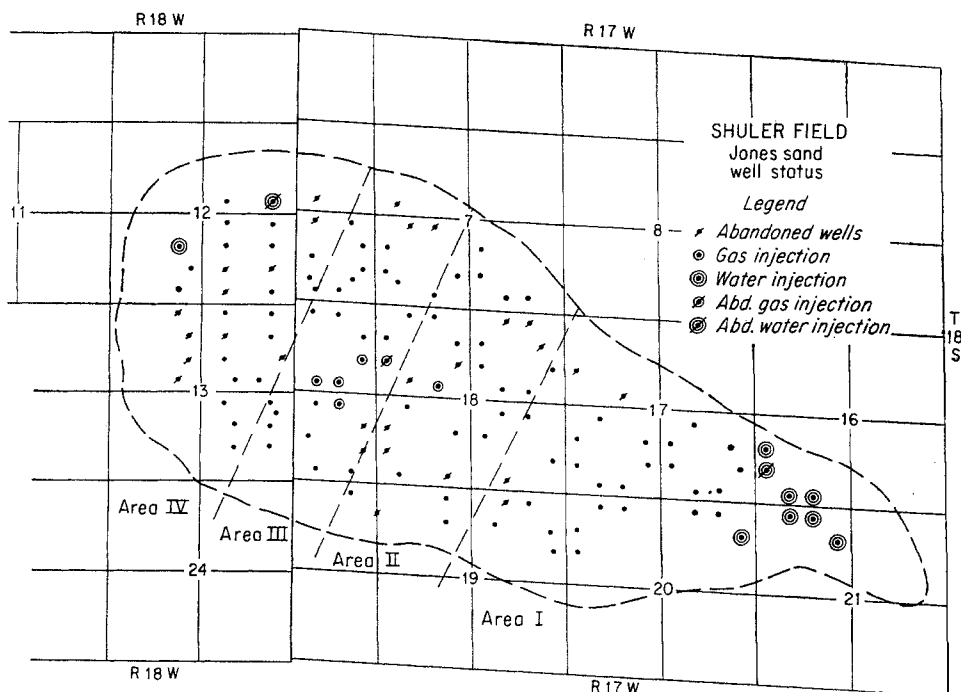 R 18 W
R 17 W
SHULER FIELD
Jones sand
well status
Legend
Abandoned wells
Gas injection
Water injection
Abd. gas injection
Abd. water injection
11
12
7
8
T
18
S
13
18
17
16
Area IV
Area III
Area II
Area I
24
19
20
21
R 18 W
R 17 W